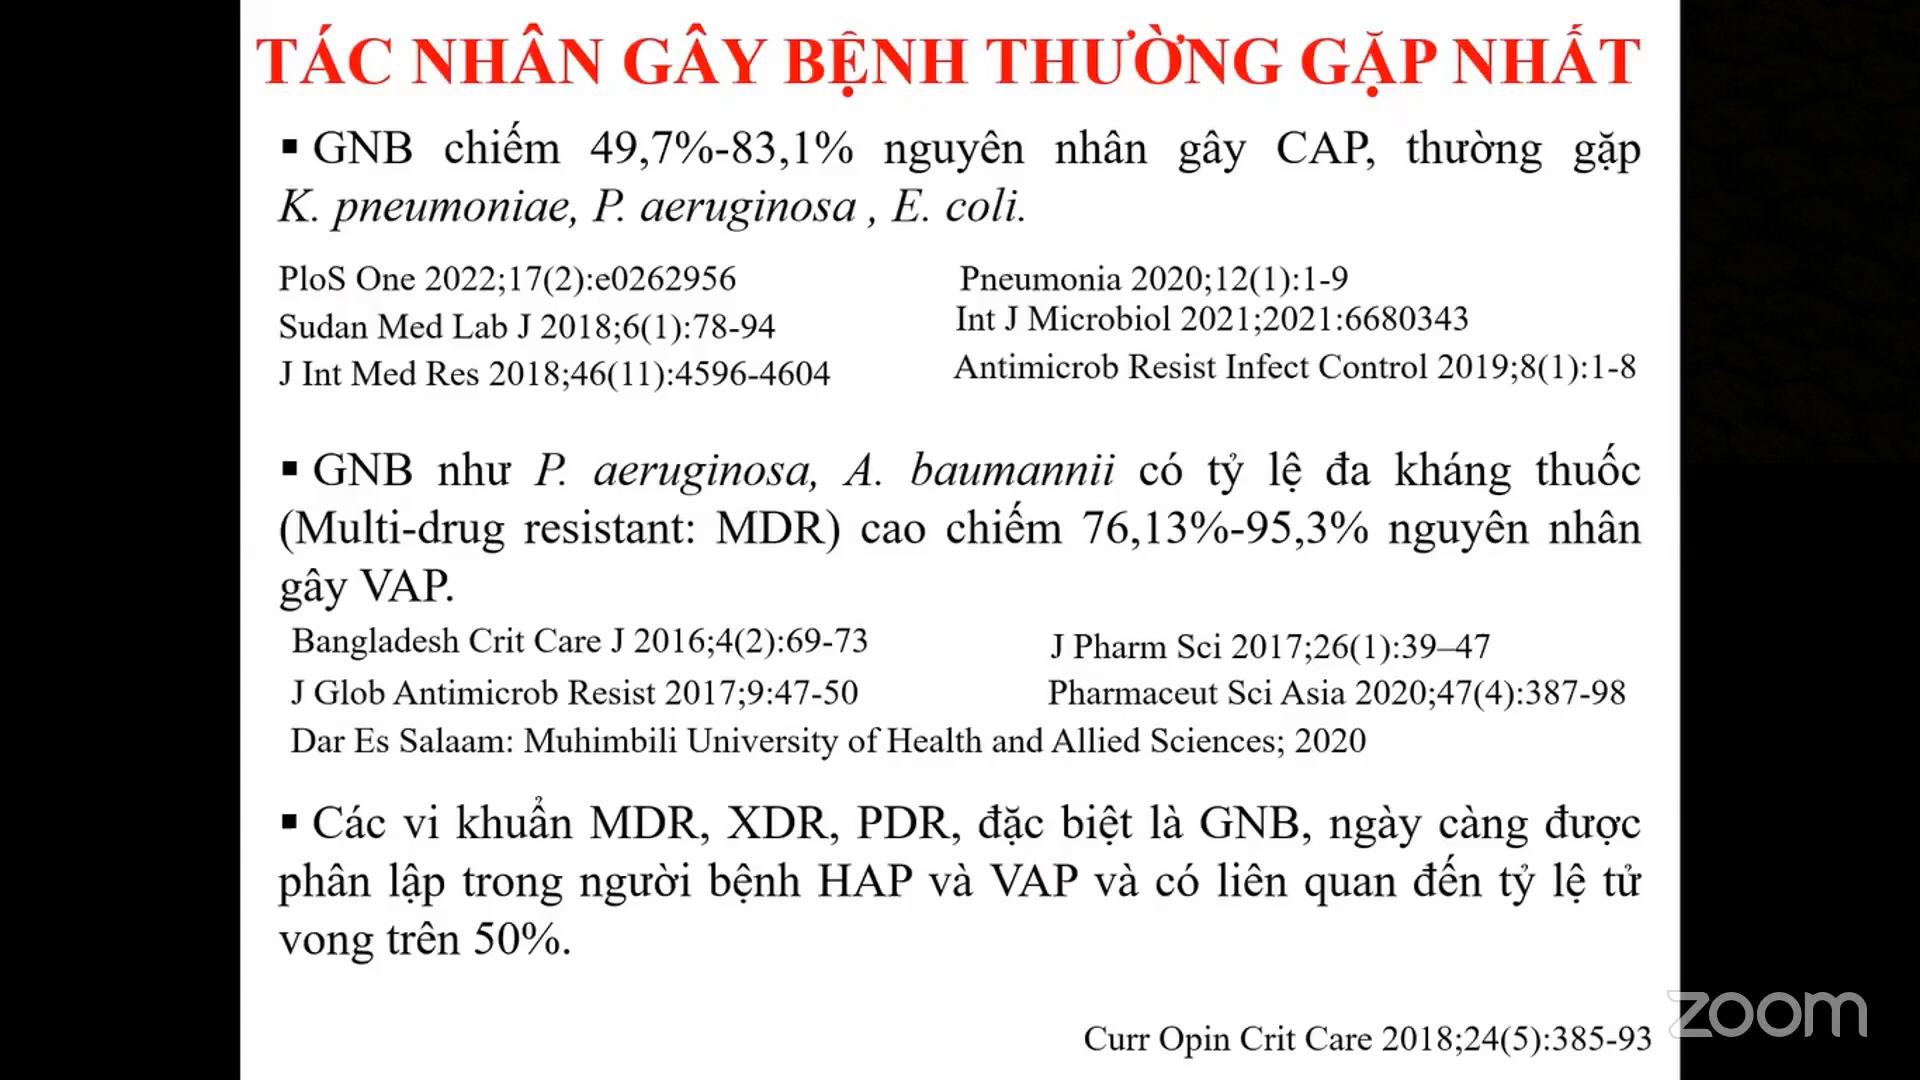 TÁC NHÂN GÂY BỆNH THƯỜNG GẶP NHẤT
▪ GNB chiếm 49,7%-83,1% nguyên nhân gây CAP, thường gặp
K. pneumoniae, P. aeruginosa , E. coli.
PloS One 2022;17(2):e0262956
Sudan Med Lab J 2018;6(1):78-94
J Int Med Res 2018;46(11):4596-4604
Pneumonia 2020;12(1):1-9
Int J Microbiol 2021;2021:6680343
Antimicrob Resist Infect Control 2019;8(1):1-8
▪ GNB như P. aeruginosa, A. baumannii có tỷ lệ đa kháng thuốc
(Multi-drug resistant: MDR) cao chiếm 76,13%-95,3% nguyên nhân
gây VAP.
Bangladesh Crit Care J 2016;4(2):69-73
J Glob Antimicrob Resist 2017;9:47-50
J Pharm Sci 2017;26(1):39–47
Pharmaceut Sci Asia 2020;47(4):387-98
Dar Es Salaam: Muhimbili University of Health and Allied Sciences; 2020
▪ Các vi khuẩn MDR, XDR, PDR, đặc biệt là GNB, ngày càng được
phân lập trong người bệnh HAP và VAP và có liên quan đến tỷ lệ tử
vong trên 50%.
Curr Opin Crit Care 2018;24(5):385-93
zoom